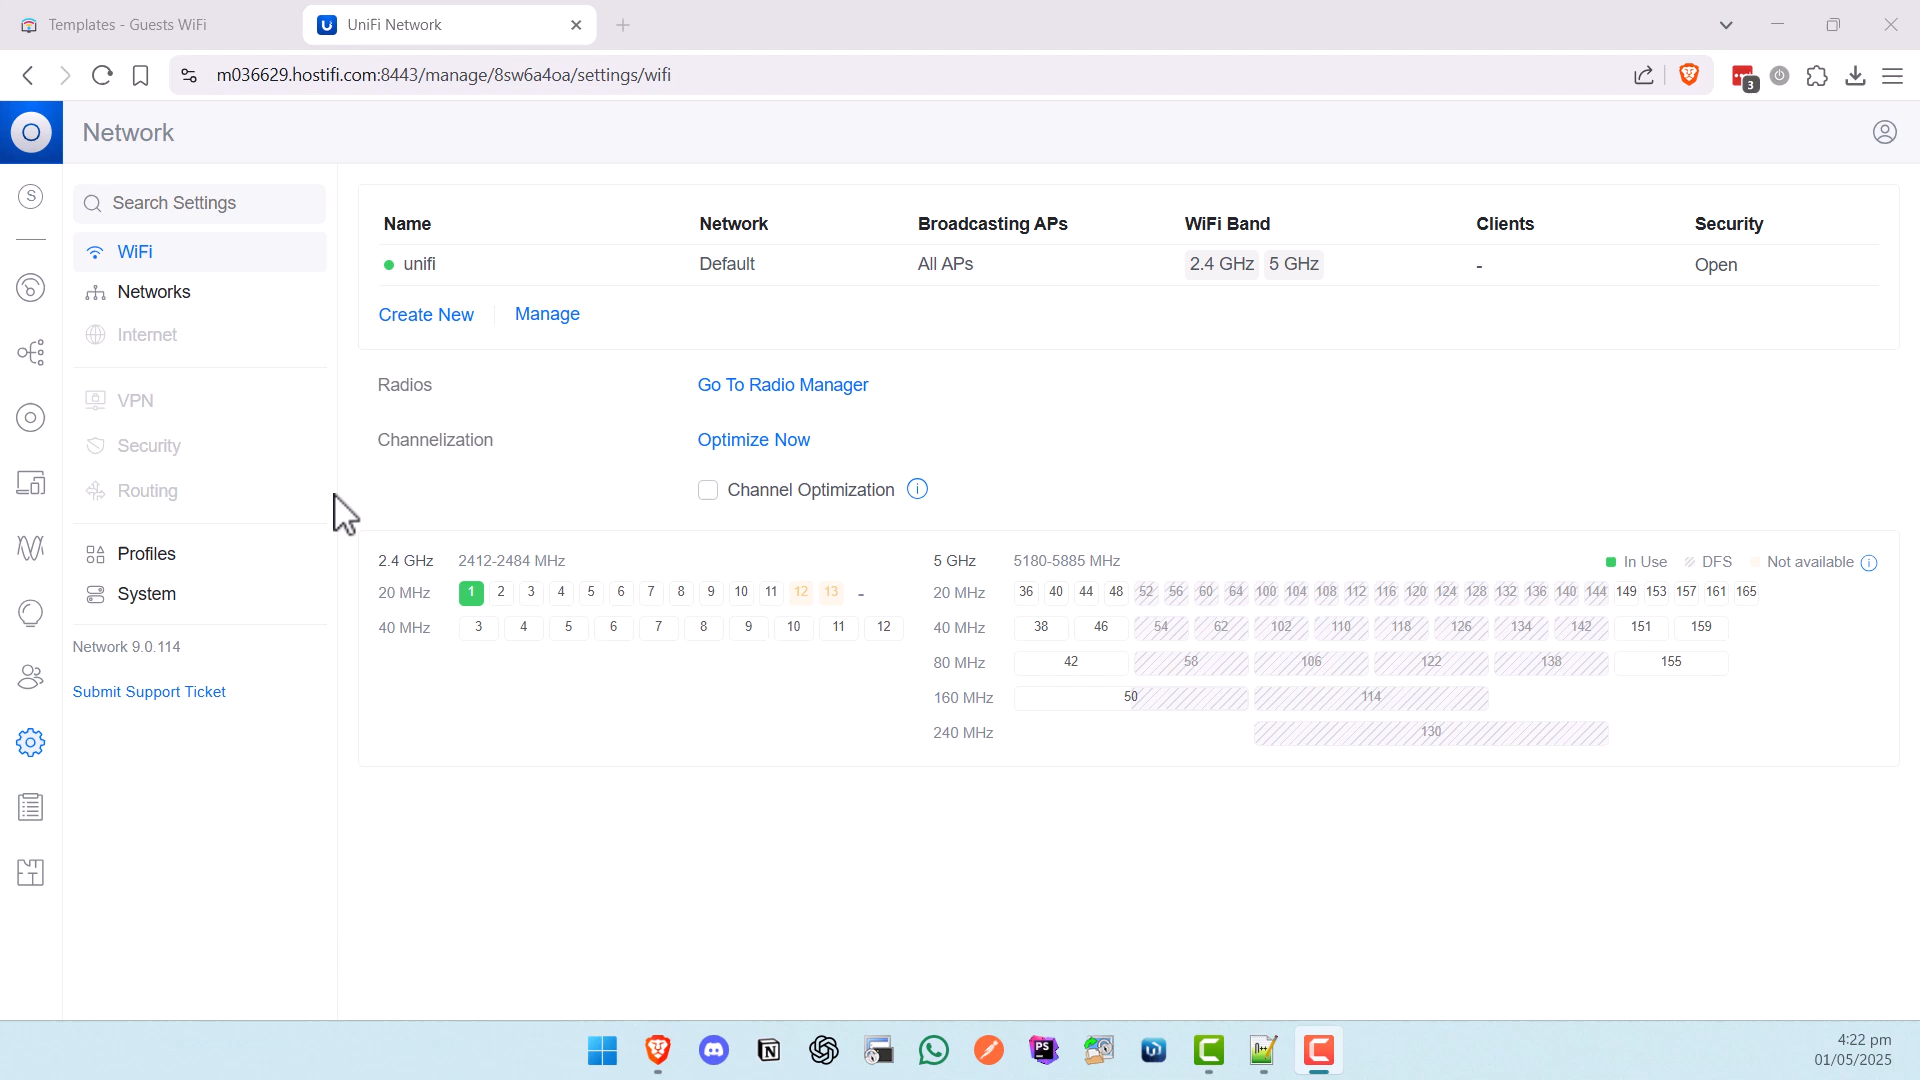 Templates - Guests WiFi
UniFi Network
m036629.hostifi.com:8443/manage/8sw6a4oa/settings/wifi
3
Network
S
Search Settings
WiFi
Networks
Internet
VPN
Security
Routing
Profiles
System
Network 9.0.114
Submit Support Ticket
Name Network Broadcasting APs WiFi Band Clients Security
unifi Default All APs 2.4 GHz 5 GHz - Open
Create New Manage
Radios Go To Radio Manager
Channelization Optimize Now
Channel Optimization
2.4 GHz 2412-2484 MHz
20 MHz 1 2 3 4 5 6 7 8 9 10 11 12 13 -
40 MHz 3 4 5 6 7 8 9 10 11 12
5 GHz 5180-5885 MHz In Use DFS Not available
20 MHz 36 40 44 48 52 56 60 64 100 104 108 112 116 120 124 128 132 136 140 144 149 153 157 161 165
40 MHz 38 46 54 62 102 110 118 126 134 142 151 159
80 MHz 42 58 106 122 138 155
160 MHz 50 114
240 MHz 130
PS
4:22 pm
01/05/2025